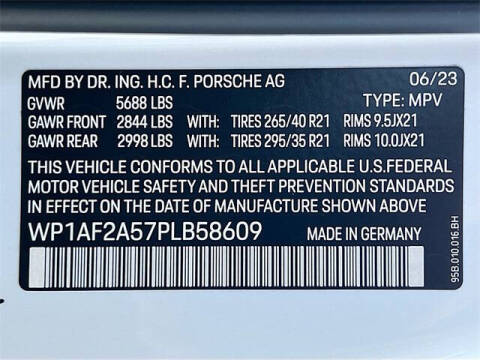 MFD BY DR. ING. H.C. F. PORSCHE AG 06/23
GVWR 5688 LBS TYPE: MPV
GAWR FRONT 2844 LBS WITH: TIRES 265/40 R21 RIMS 9.5JX21
GAWR REAR 2998 LBS WITH: TIRES 295/35 R21 RIMS 10.0JX21
THIS VEHICLE CONFORMS TO ALL APPLICABLE U.S.FEDERAL
MOTOR VEHICLE SAFETY AND THEFT PREVENTION STANDARDS
IN EFFECT ON THE DATE OF MANUFACTURE SHOWN ABOVE
WP1AF2A57PLB58609 MADE IN GERMANY
95B.010.016.BH